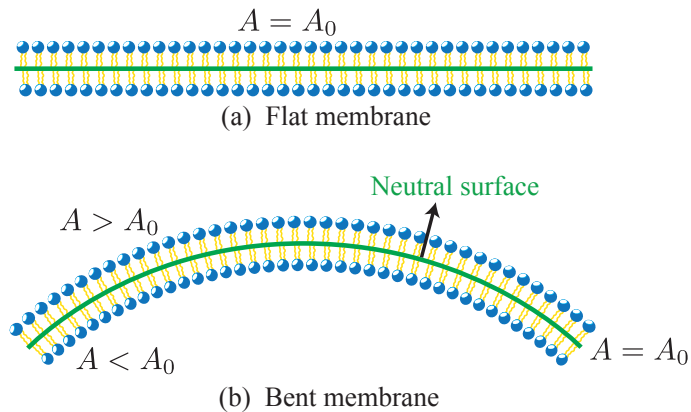 A = A₀
(a) Flat membrane
Neutral surface
A > A₀
A < A₀
A = A₀
(b) Bent membrane